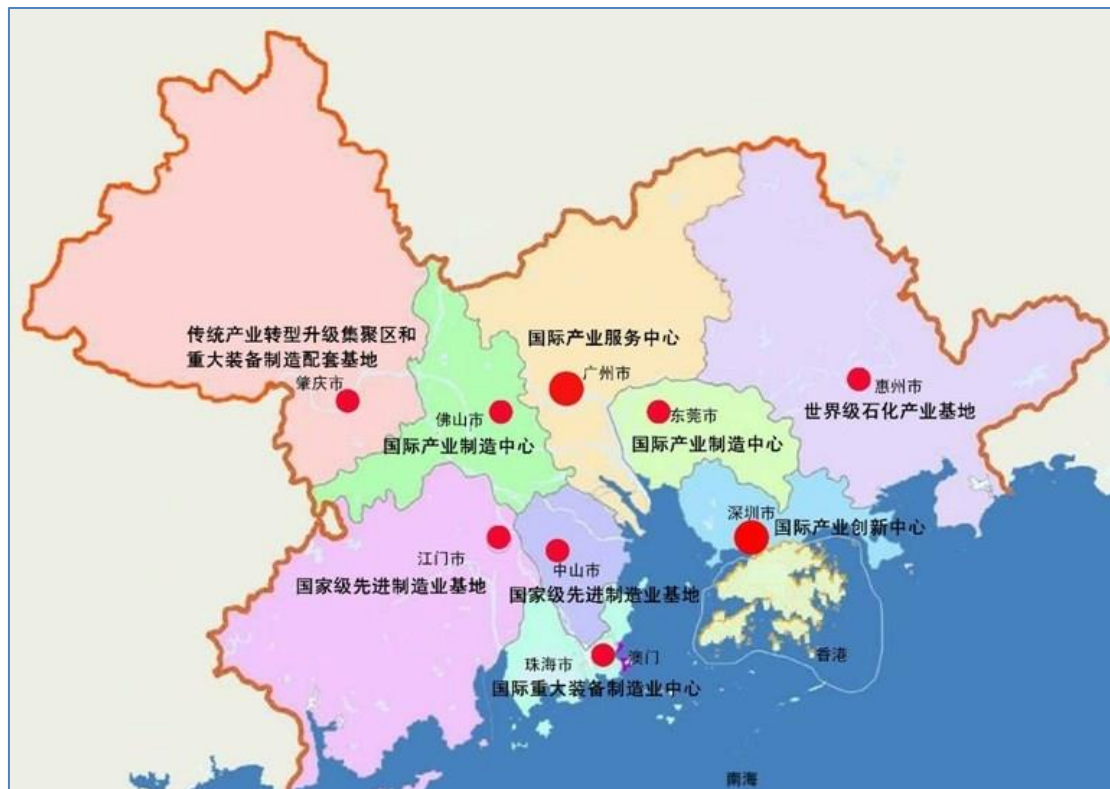 传统产业转型升级集聚区和
重大装备制造配套基地
肇庆市
国际产业服务中心
广州市
佛山市
国际产业制造中心
东莞市
国际产业制造中心
惠州市
世界级石化产业基地
深圳市
国际产业创新中心
江门市
国家级先进制造业基地
中山市
国家级先进制造业基地
珠海市
澳门
香港
国际重大装备制造业中心
南海